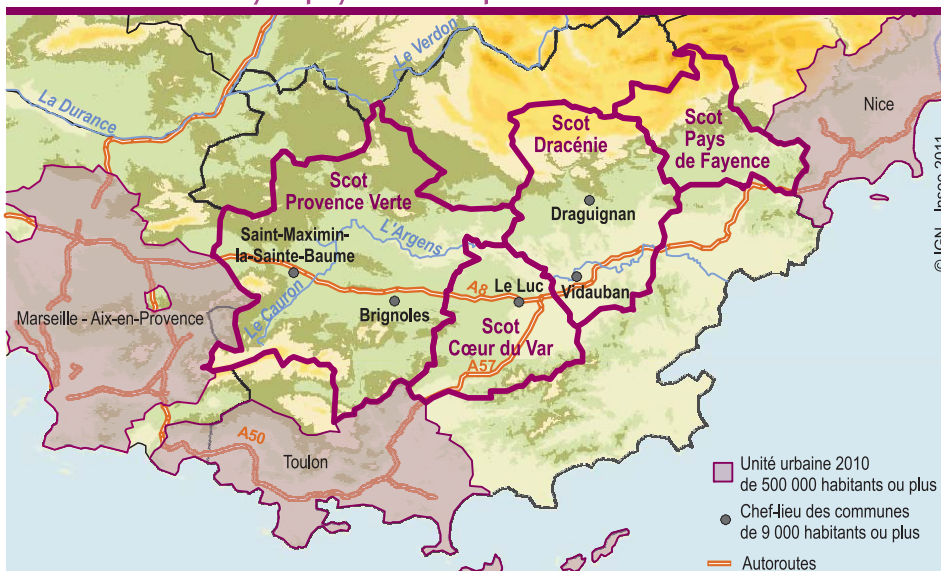 Le Verdon
La Durance
Nice
Scot
Dracénie
Scot
Pays
de Fayence
Scot
Provence Verte
Draguignan
© IGN - Insee 2011
L'Argens
Saint-Maximin-
la-Sainte-Baume
A8
Le Luc
Vidauban
Le Cauron
Brignoles
Marseille - Aix-en-Provence
Scot
Cœur du Var
A57
A50
Toulon
Unité urbaine 2010
de 500 000 habitants ou plus
Chef-lieu des communes
de 9 000 habitants ou plus
Autoroutes